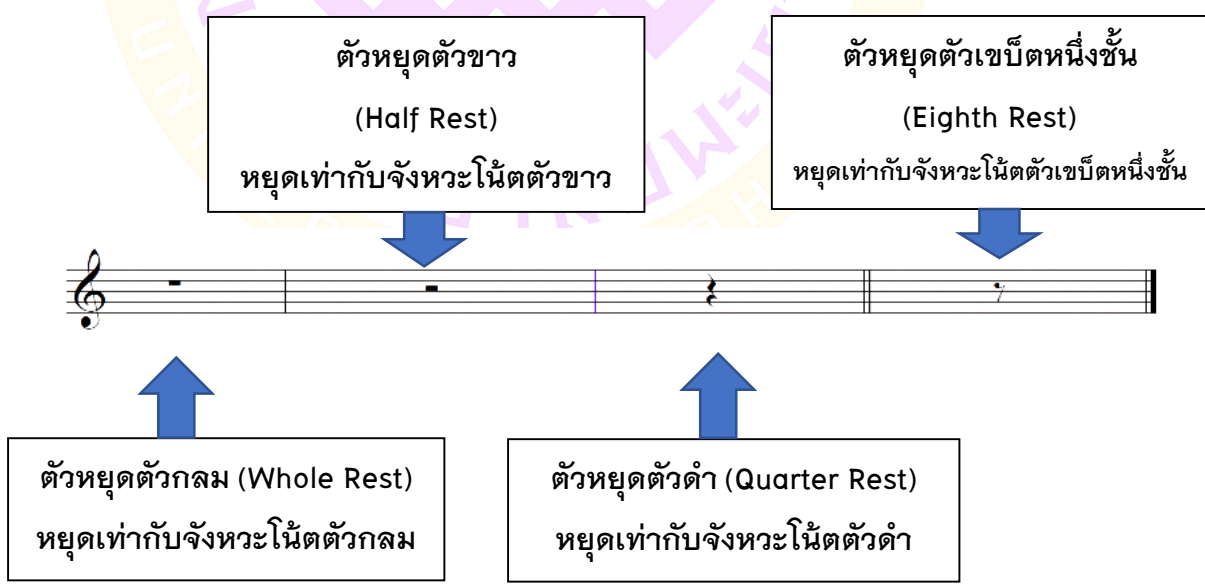 ตัวหยุดตัวขาว
(Half Rest)
หยุดเท่ากับจังหวะโน้ตตัวขาว
ตัวหยุดตัวเขบ็ตหนึ่งชั้น
(Eighth Rest)
หยุดเท่ากับจังหวะโน้ตตัวเขบ็ตหนึ่งชั้น
ตัวหยุดตัวกลม (Whole Rest)
หยุดเท่ากับจังหวะโน้ตตัวกลม
ตัวหยุดตัวดำ (Quarter Rest)
หยุดเท่ากับจังหวะโน้ตตัวดำ